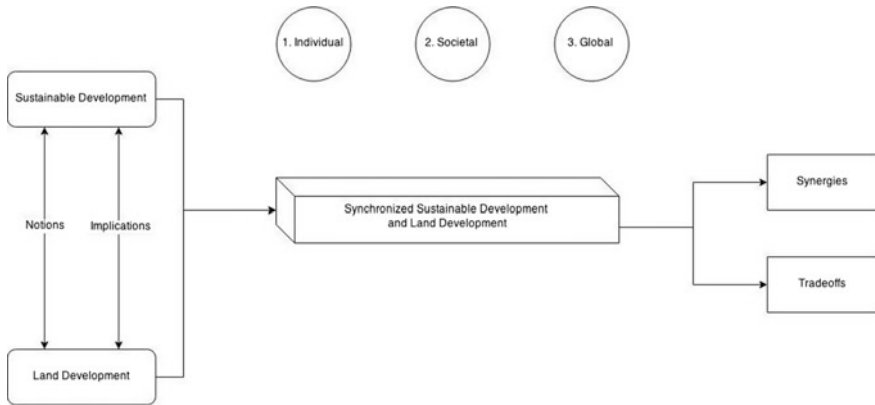 1. Individual
2. Societal
3. Global
Sustainable Development
Synergies
Synchronized Sustainable Development
and Land Development
Notions
Implications
Tradeoffs
Land Development